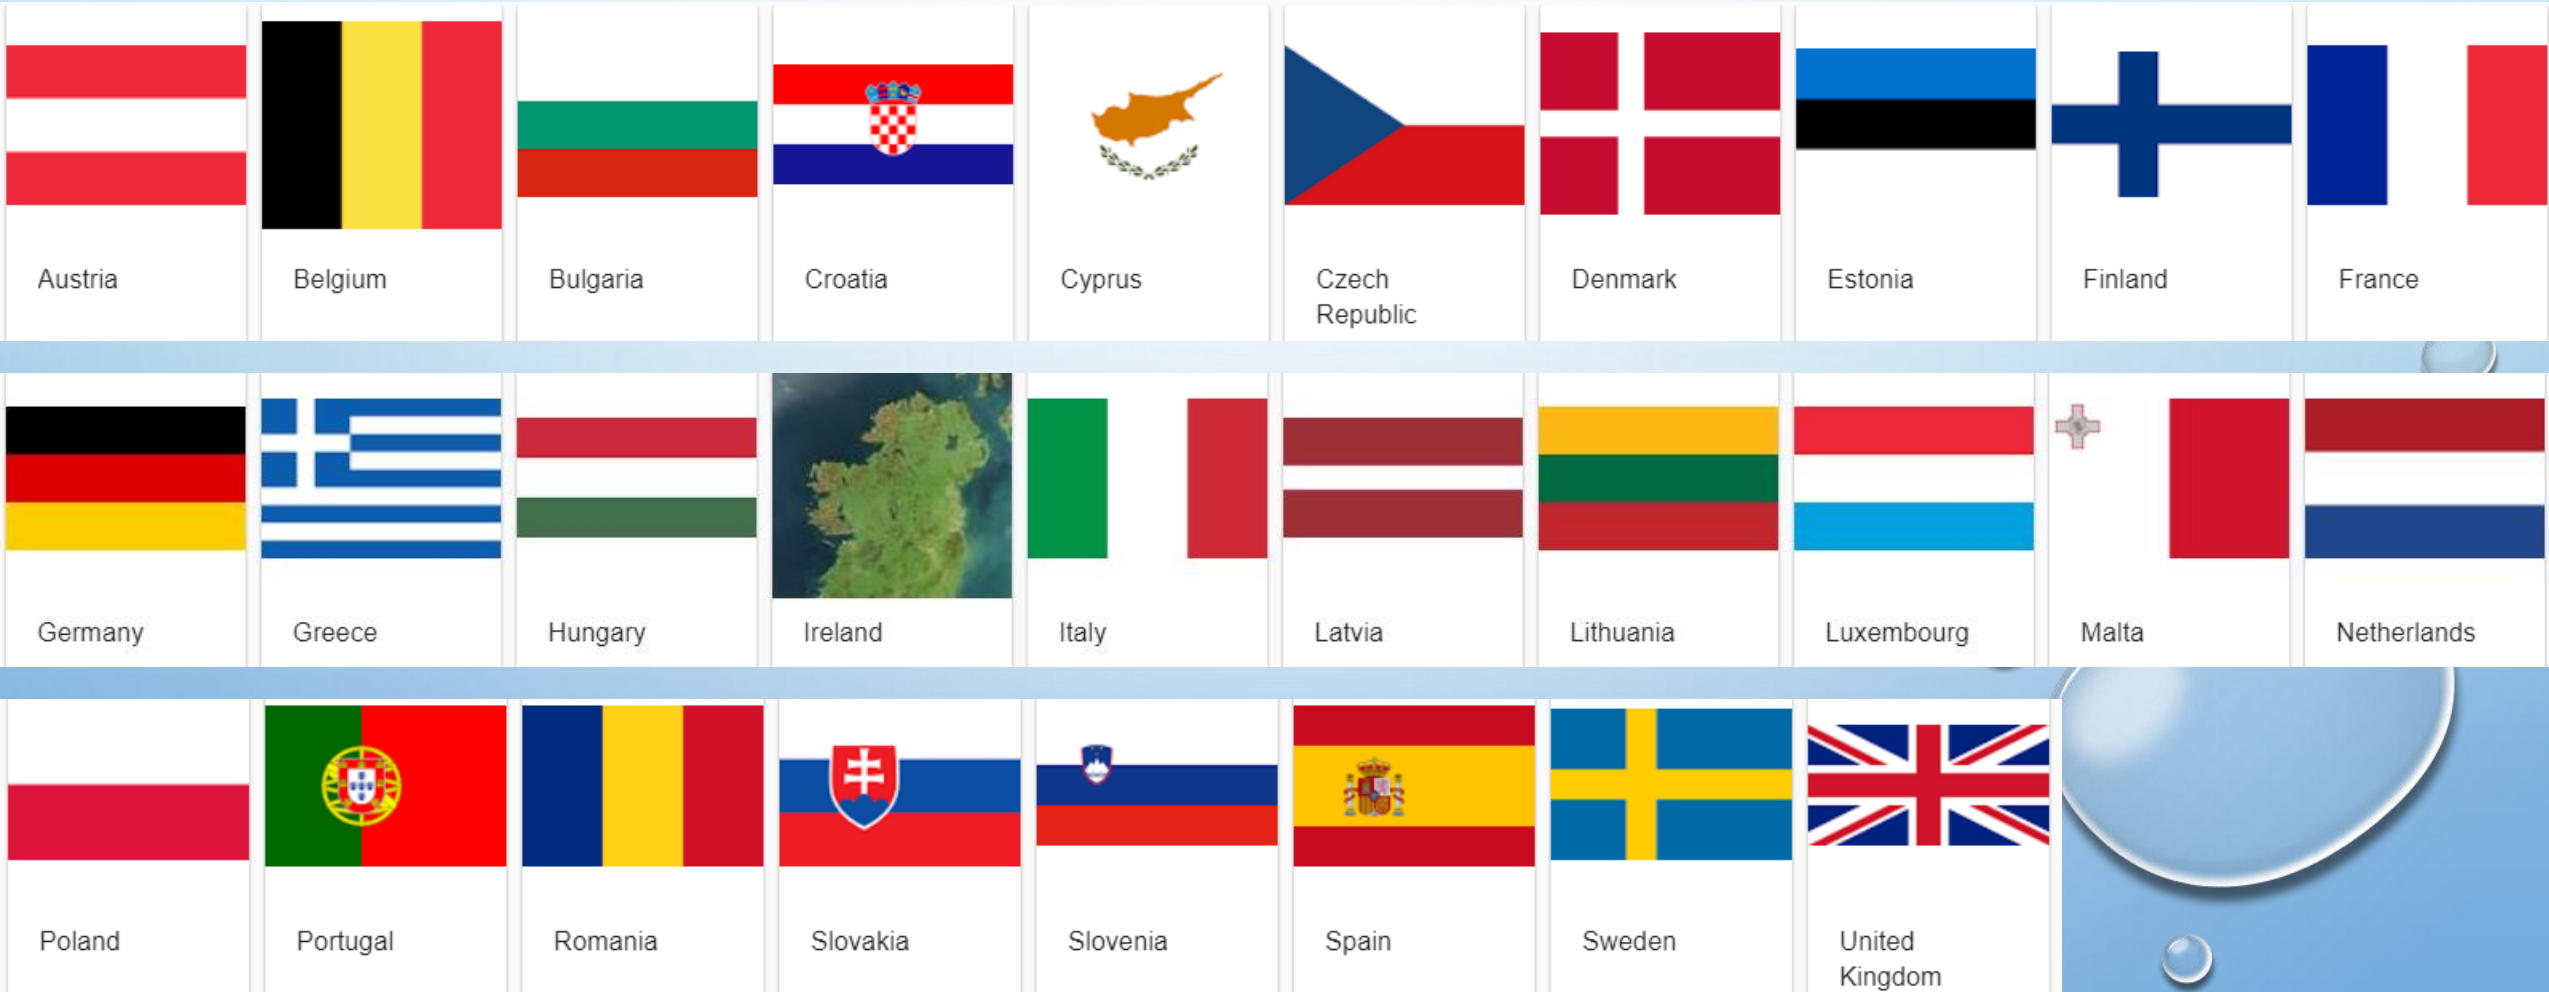 Austria
Belgium
Bulgaria
Croatia
Cyprus
Czech
Republic
Denmark
Estonia
Finland
France
Germany
Greece
Hungary
Ireland
Italy
Latvia
Lithuania
Luxembourg
Malta
Netherlands
Poland
Portugal
Romania
Slovakia
Slovenia
Spain
Sweden
United
Kingdom